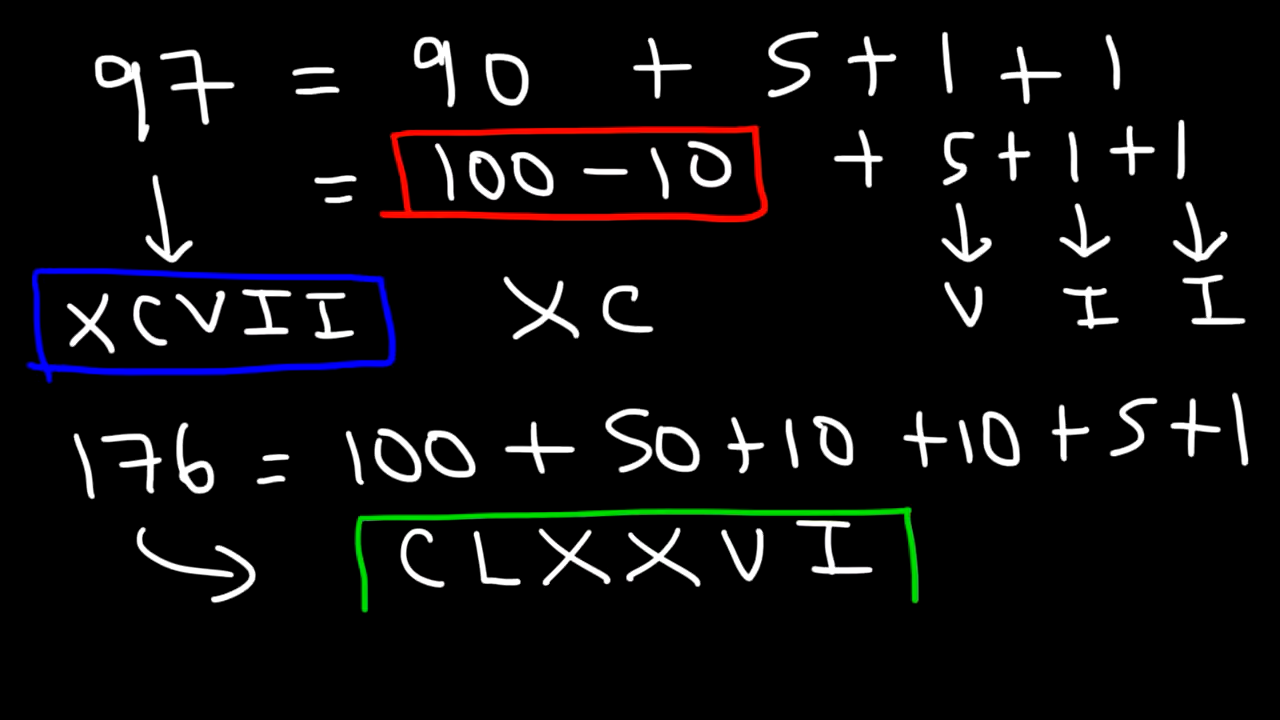 97 = 90 + 5 + 1 + 1
= 100 - 10 + 5 + 1 + 1
↓ ↓ ↓ ↓
XCVII XC V I I
176 = 100 + 50 + 10 + 10 + 5 + 1
→ CLXXVI